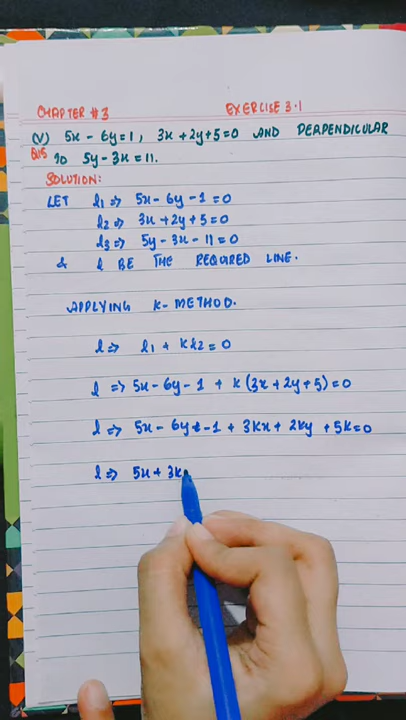 CHAPTER #3 EXERCISE 3.1
(V) 5x - 6y = 1, 3x + 2y + 5 = 0 AND PERPENDICULAR
Q15 TO 5y - 3x = 11.
SOLUTION:
LET l1 => 5x - 6y - 1 = 0
l2 => 3x + 2y + 5 = 0
l3 => 5y - 3x - 11 = 0
& l BE THE REQUIRED LINE.
APPLYING K-METHOD.
l => l1 + kl2 = 0
l => 5x - 6y - 1 + k(3x + 2y + 5) = 0
l => 5x - 6y - 1 + 3kx + 2ky + 5k = 0
l => 5x + 3k